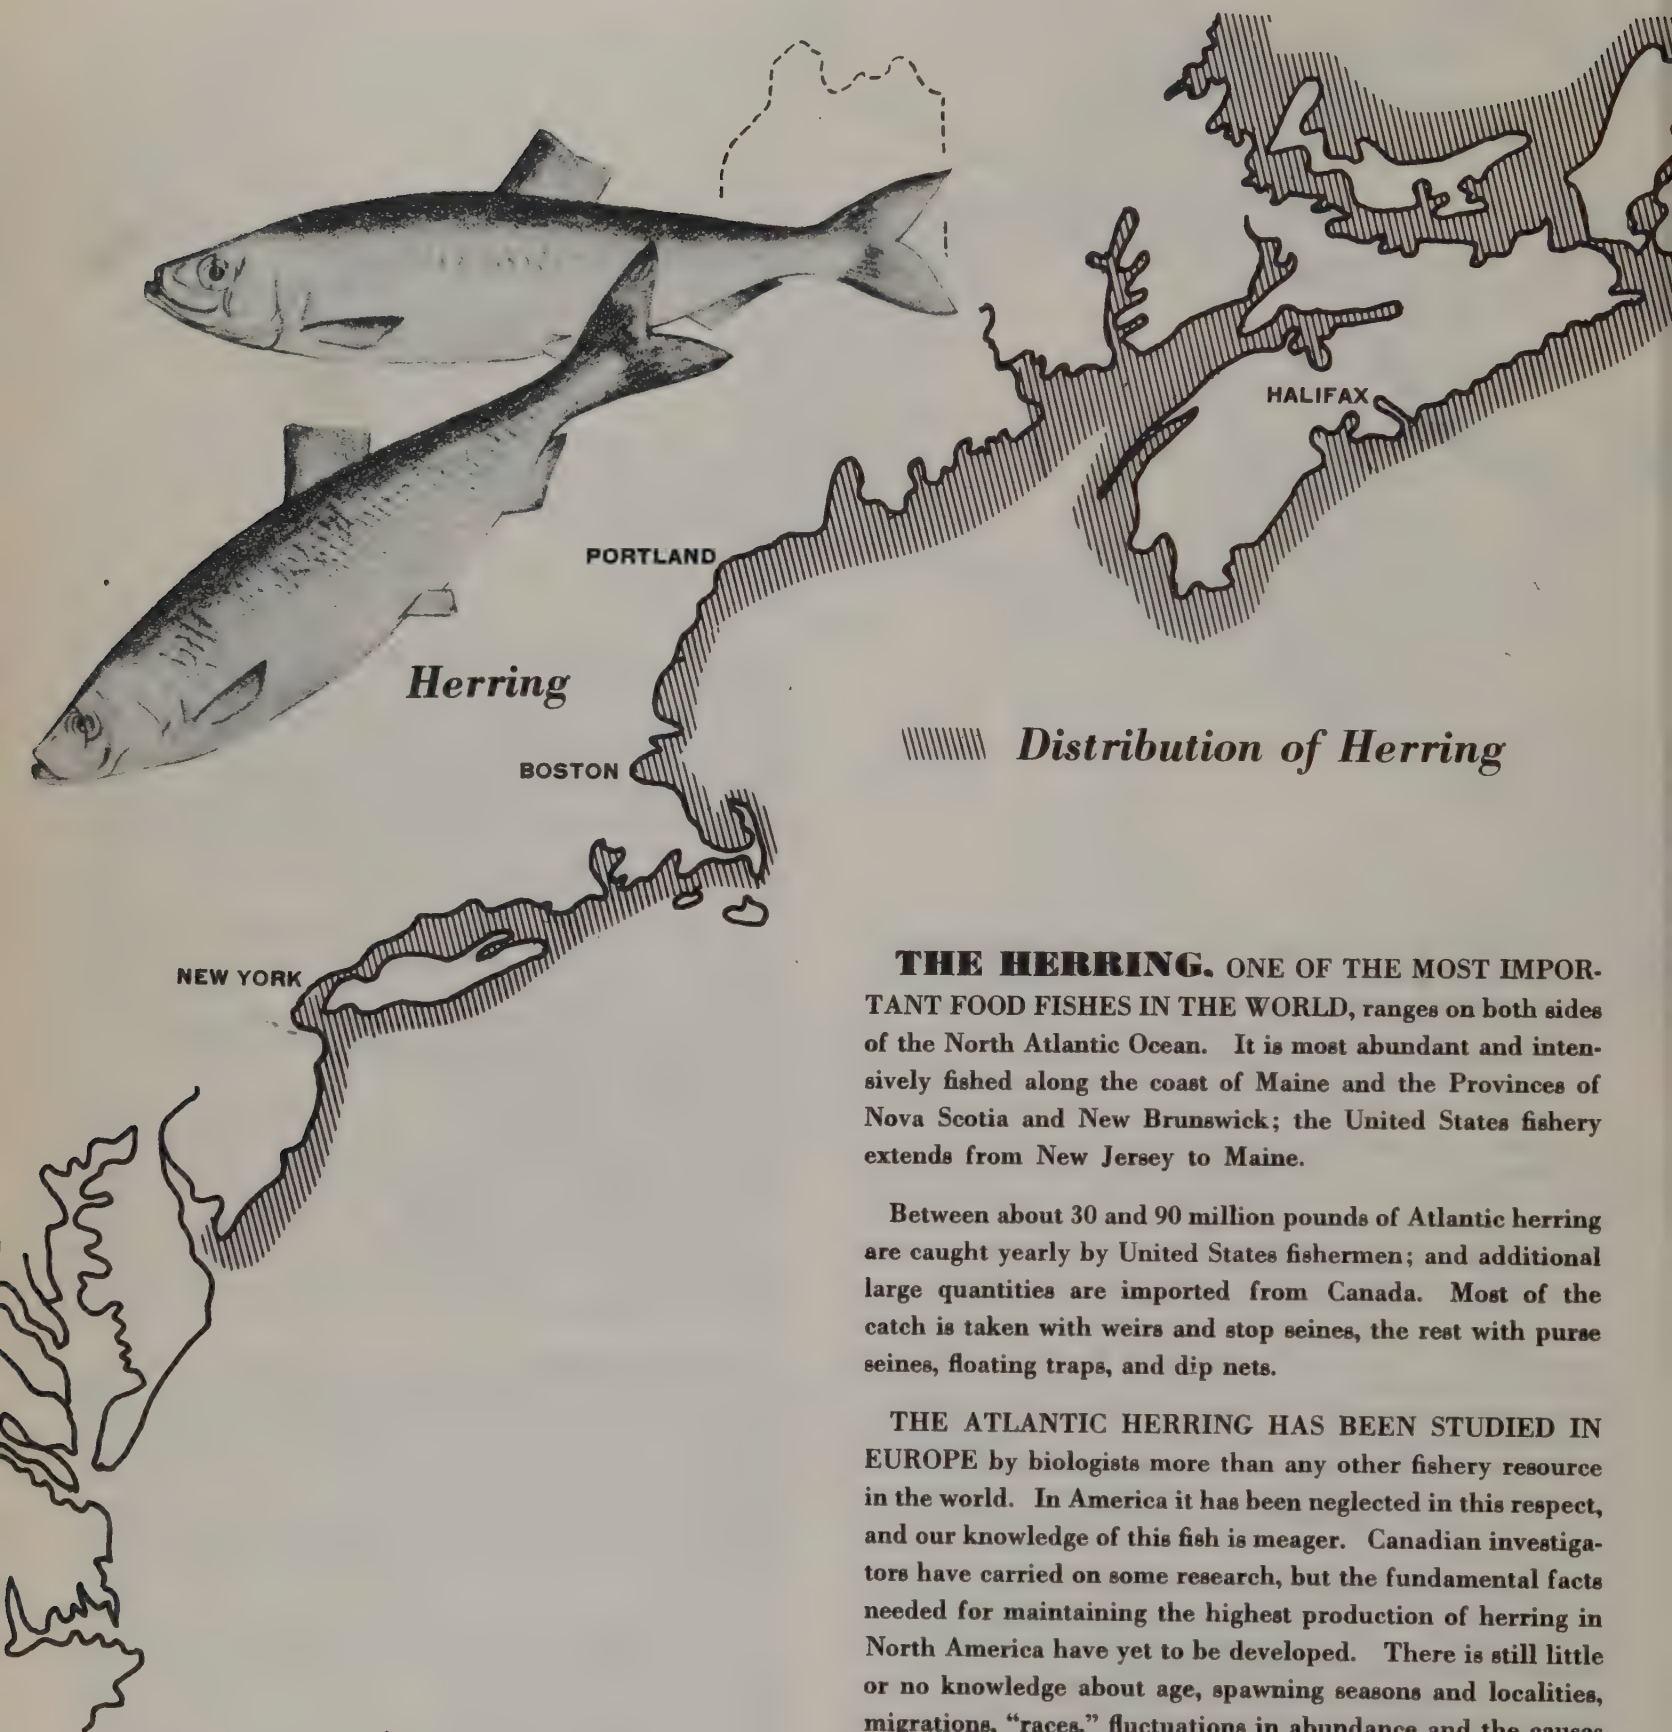 HALIFAX
PORTLAND
Herring
Distribution of Herring
BOSTON
NEW YORK
THE HERRING. ONE OF THE MOST IMPOR-
TANT FOOD FISHES IN THE WORLD, ranges on both sides
of the North Atlantic Ocean. It is most abundant and inten-
sively fished along the coast of Maine and the Provinces of
Nova Scotia and New Brunswick; the United States fishery
extends from New Jersey to Maine.
Between about 30 and 90 million pounds of Atlantic herring
are caught yearly by United States fishermen; and additional
large quantities are imported from Canada. Most of the
catch is taken with weirs and stop seines, the rest with purse
seines, floating traps, and dip nets.
THE ATLANTIC HERRING HAS BEEN STUDIED IN
EUROPE by biologists more than any other fishery resource
in the world. In America it has been neglected in this respect,
and our knowledge of this fish is meager. Canadian investiga-
tors have carried on some research, but the fundamental facts
needed for maintaining the highest production of herring in
North America have yet to be developed. There is still little
or no knowledge about age, spawning seasons and localities,
migrations, "races," fluctuations in abundance and the causes